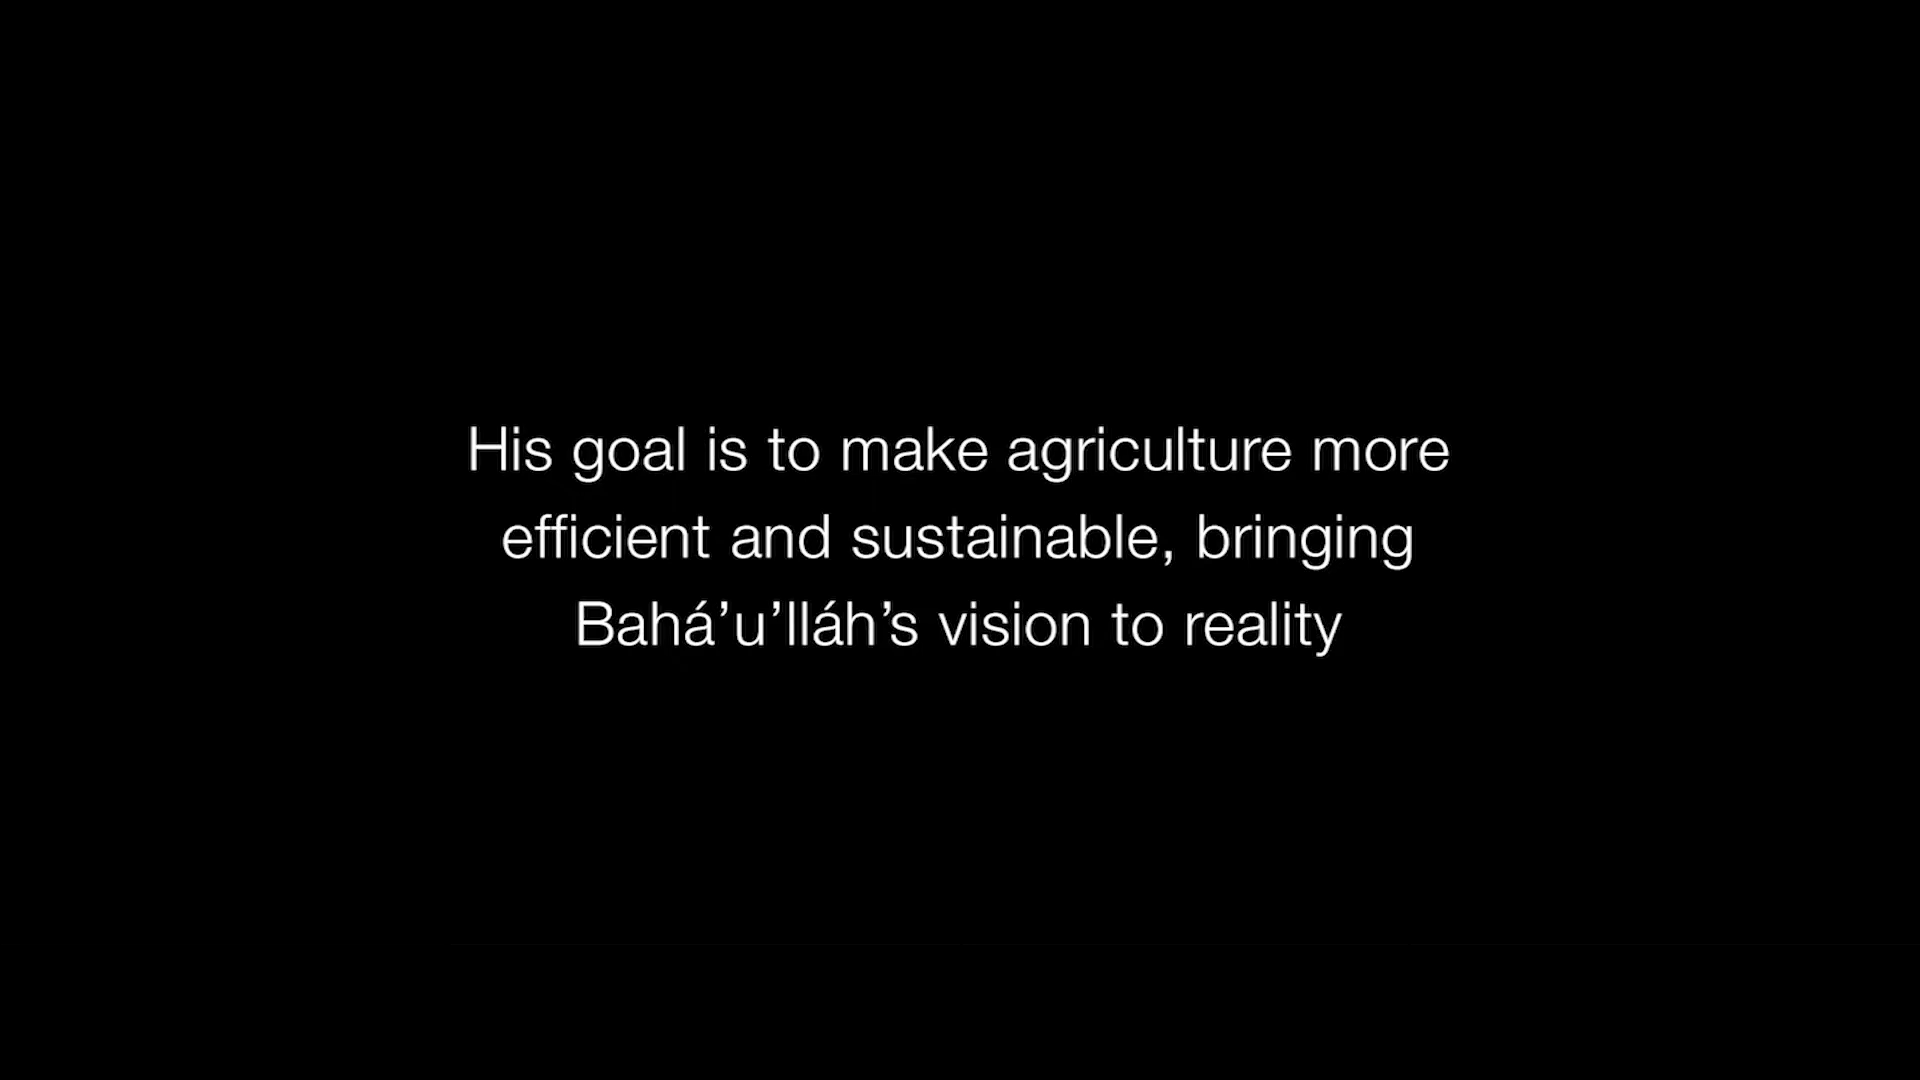 His goal is to make agriculture more
efficient and sustainable, bringing
Bahá’u’lláh’s vision to reality